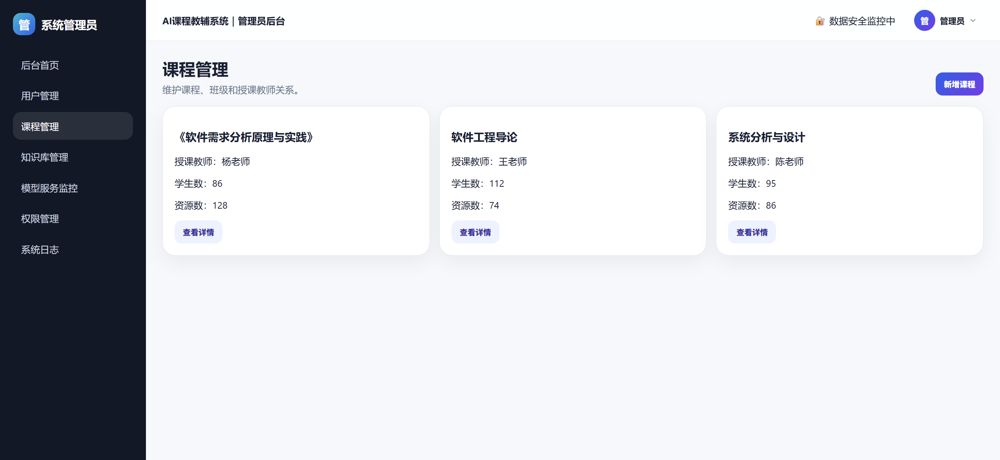 管 系统管理员
后台首页
用户管理
课程管理
知识库管理
模型服务监控
权限管理
系统日志
AI课程教辅系统｜管理员后台
数据安全监控中
管 管理员
课程管理
维护课程、班级和授课教师关系。
新增课程
《软件需求分析原理与实践》
授课教师：杨老师
学生数：86
资源数：128
查看详情
软件工程导论
授课教师：王老师
学生数：112
资源数：74
查看详情
系统分析与设计
授课教师：陈老师
学生数：95
资源数：86
查看详情